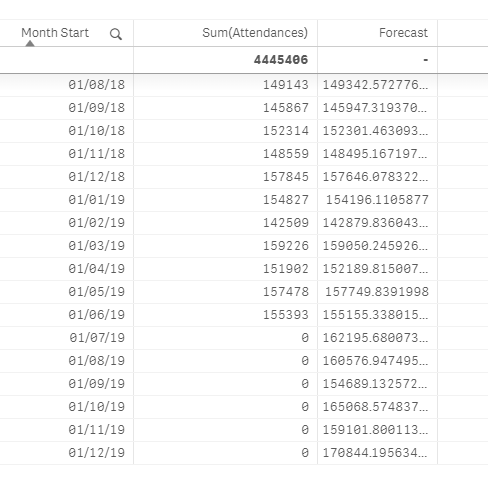 Month Start Sum(Attendances) Forecast
4445406 -
01/08/18 149143 149342.572776...
01/09/18 145867 145947.319370...
01/10/18 152314 152301.463093...
01/11/18 148559 148495.167197...
01/12/18 157845 157646.078322...
01/01/19 154827 154196.1105877
01/02/19 142509 142879.836043...
01/03/19 159226 159050.245926...
01/04/19 151902 152189.815007...
01/05/19 157478 157749.8391998
01/06/19 155393 155155.338015...
01/07/19 0 162195.680073...
01/08/19 0 160576.947495...
01/09/19 0 154689.132572...
01/10/19 0 165068.574837...
01/11/19 0 159101.800113...
01/12/19 0 170844.195634...